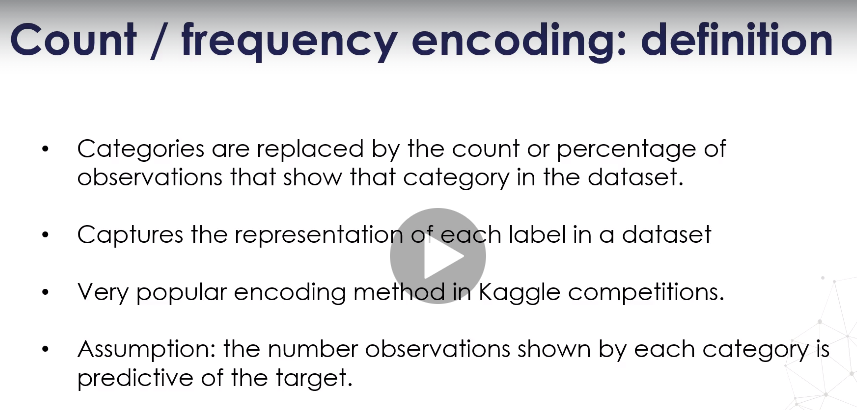 Count / frequency encoding: definition
• Categories are replaced by the count or percentage of
observations that show that category in the dataset.
• Captures the representation of each label in a dataset
• Very popular encoding method in Kaggle competitions.
• Assumption: the number observations shown by each category is
predictive of the target.